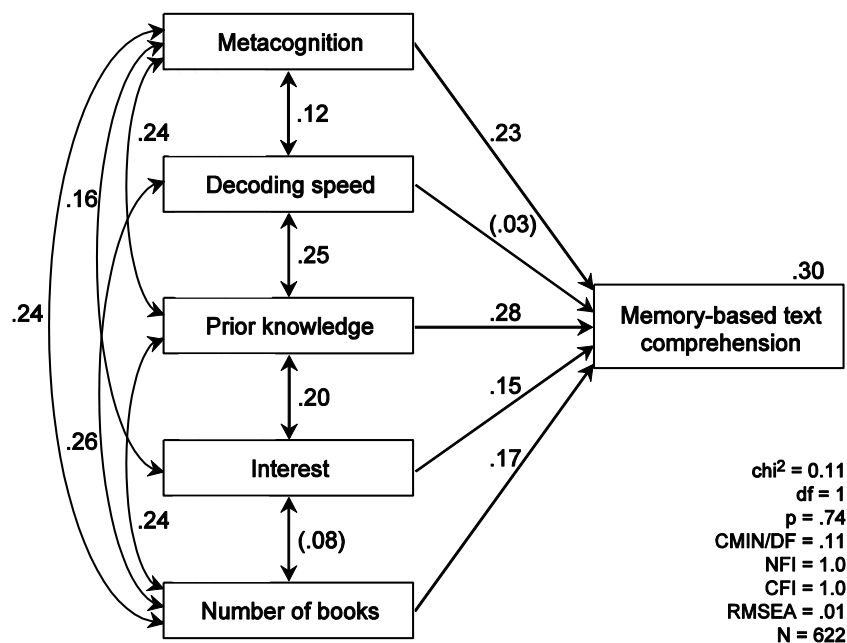 Metacognition
.12
.24
.23
Decoding speed
.16
(.03)
.25
.30
.24
Prior knowledge
.28
Memory-based text
comprehension
.20
.15
.26
Interest
.17
.24
(.08)
Number of books
chi² = 0.11
df = 1
p = .74
CMIN/DF = .11
NFI = 1.0
CFI = 1.0
RMSEA = .01
N = 622